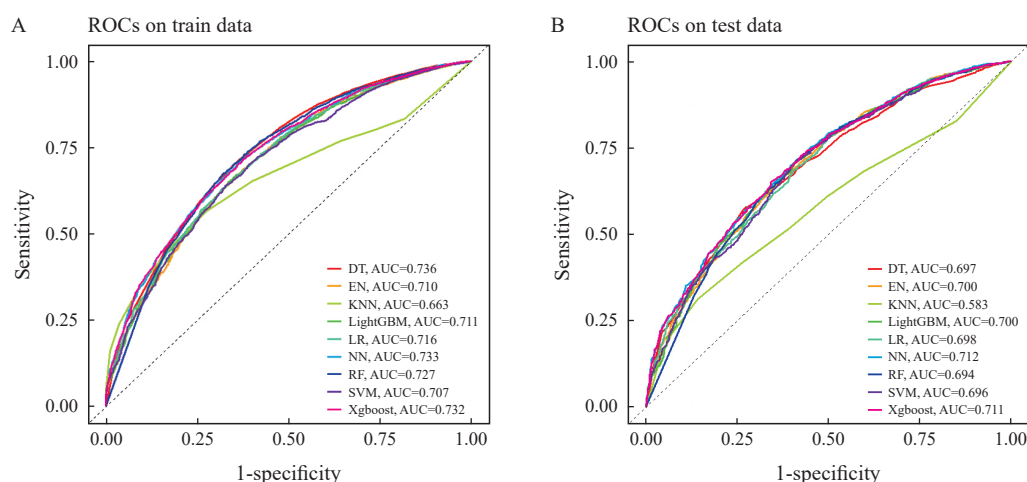 A ROCs on train data
1.00
0.75
0.50
0.25
0.00
Sensitivity
DT, AUC=0.736
EN, AUC=0.710
KNN, AUC=0.663
LightGBM, AUC=0.711
LR, AUC=0.716
NN, AUC=0.733
RF, AUC=0.727
SVM, AUC=0.707
Xgboost, AUC=0.732
0.00 0.25 0.50 0.75 1.00
1-specificity
B ROCs on test data
1.00
0.75
0.50
0.25
0.00
Sensitivity
DT, AUC=0.697
EN, AUC=0.700
KNN, AUC=0.583
LightGBM, AUC=0.700
LR, AUC=0.698
NN, AUC=0.712
RF, AUC=0.694
SVM, AUC=0.696
Xgboost, AUC=0.711
0.00 0.25 0.50 0.75 1.00
1-specificity